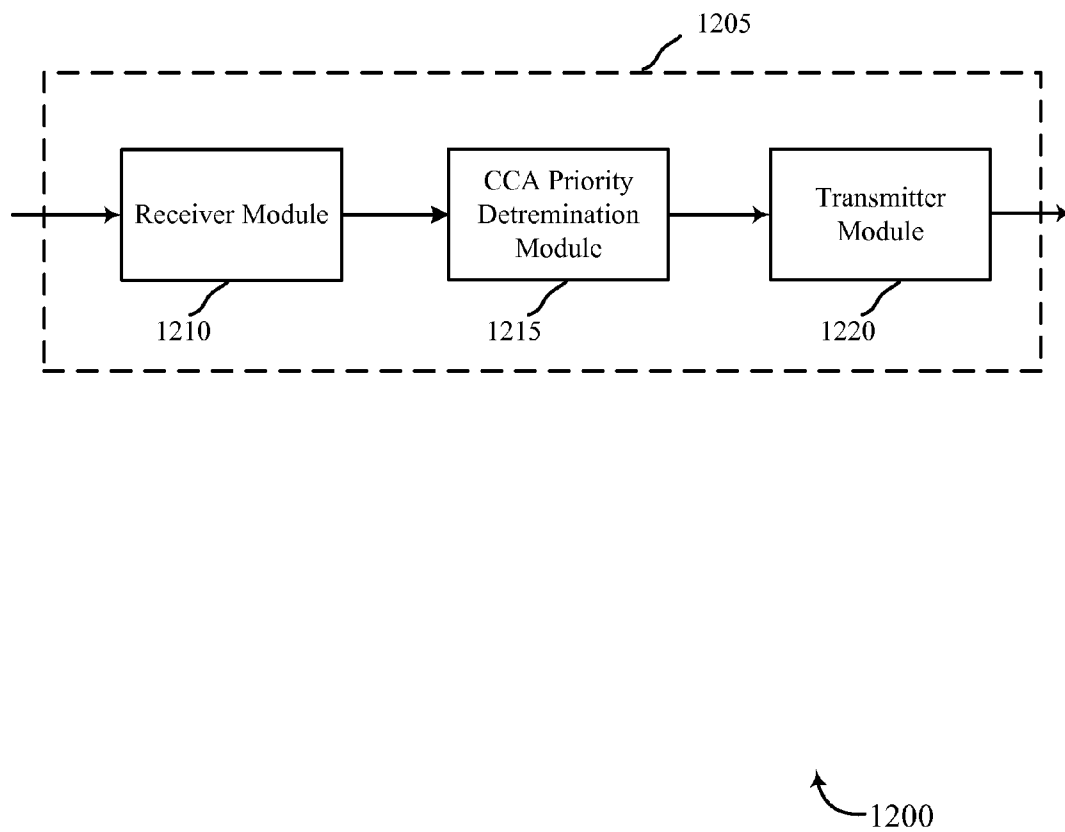 1205
Receiver Module
CCA Priority
Detremination
Module
Transmitter
Module
1210
1215
1220
1200